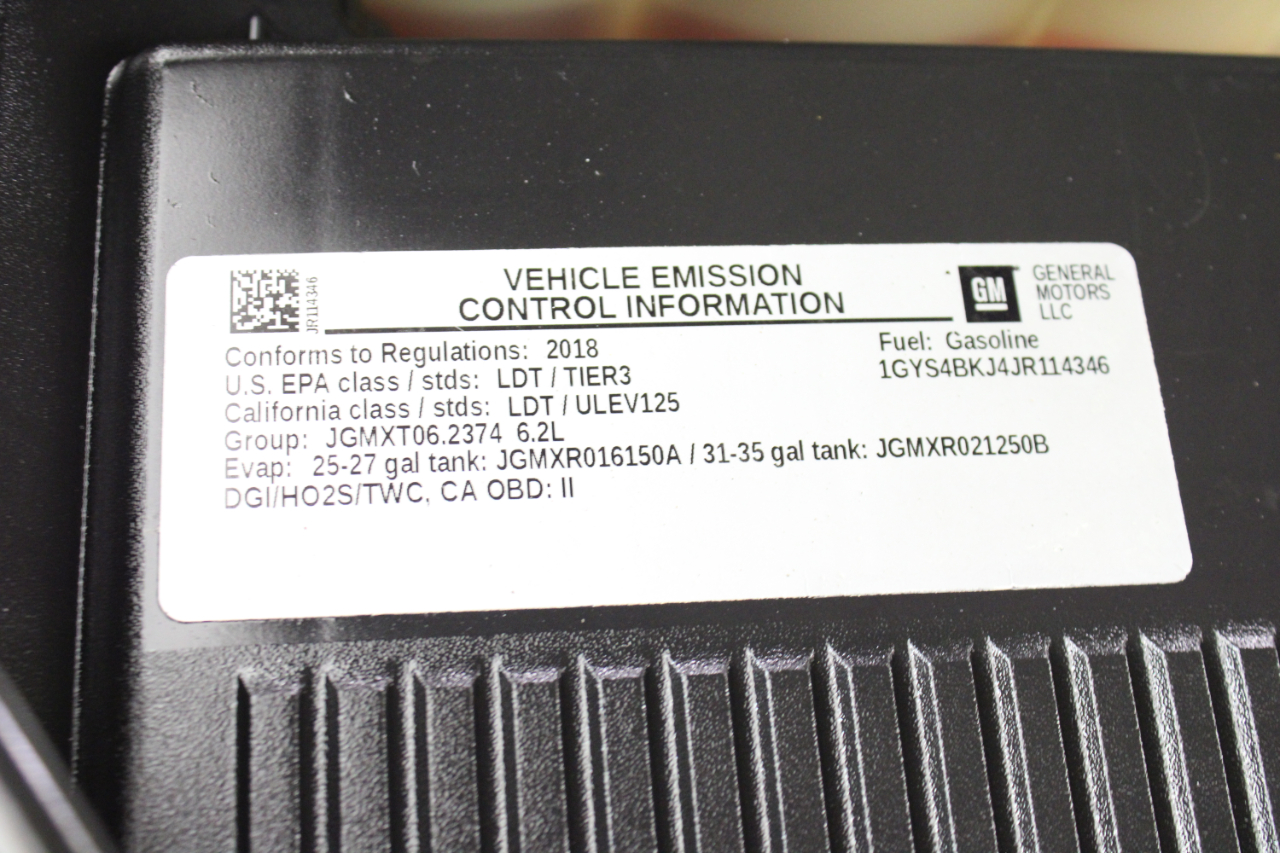 JR114346
VEHICLE EMISSION
CONTROL INFORMATION
GM
GENERAL
MOTORS
LLC
Conforms to Regulations: 2018
Fuel: Gasoline
U.S. EPA class / stds: LDT / TIER3
1GYS4BKJ4JR114346
California class / stds: LDT / ULEV125
Group: JGMXT06.2374 6.2L
Evap: 25-27 gal tank: JGMXR016150A / 31-35 gal tank: JGMXR021250B
DGI/HO2S/TWC, CA OBD: II